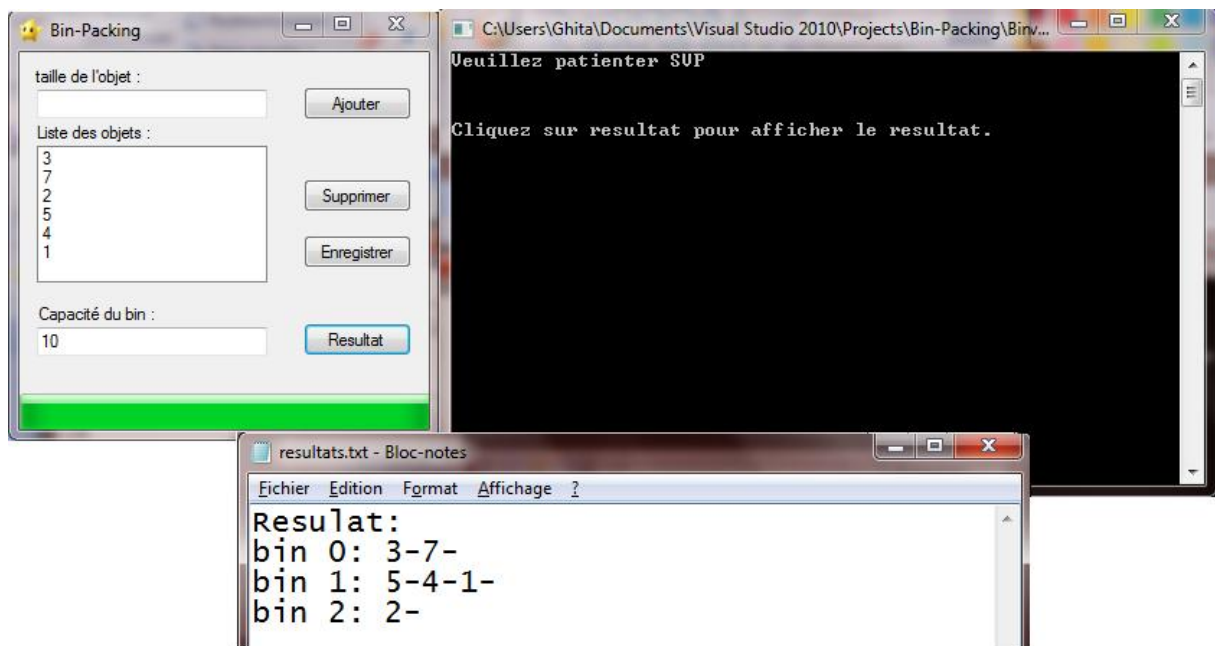 Bin-Packing
taille de l'objet :
Ajouter
Liste des objets :
3
7
2
5
4
1
Supprimer
Enregistrer
Capacité du bin :
10
Resultat
C:\Users\Ghita\Documents\Visual Studio 2010\Projects\Bin-Packing\Binv...
Veuillez patienter SVP
Cliquez sur resultat pour afficher le resultat.
resultats.txt - Bloc-notes
Fichier Edition Format Affichage ?
Resulat:
bin 0: 3-7-
bin 1: 5-4-1-
bin 2: 2-